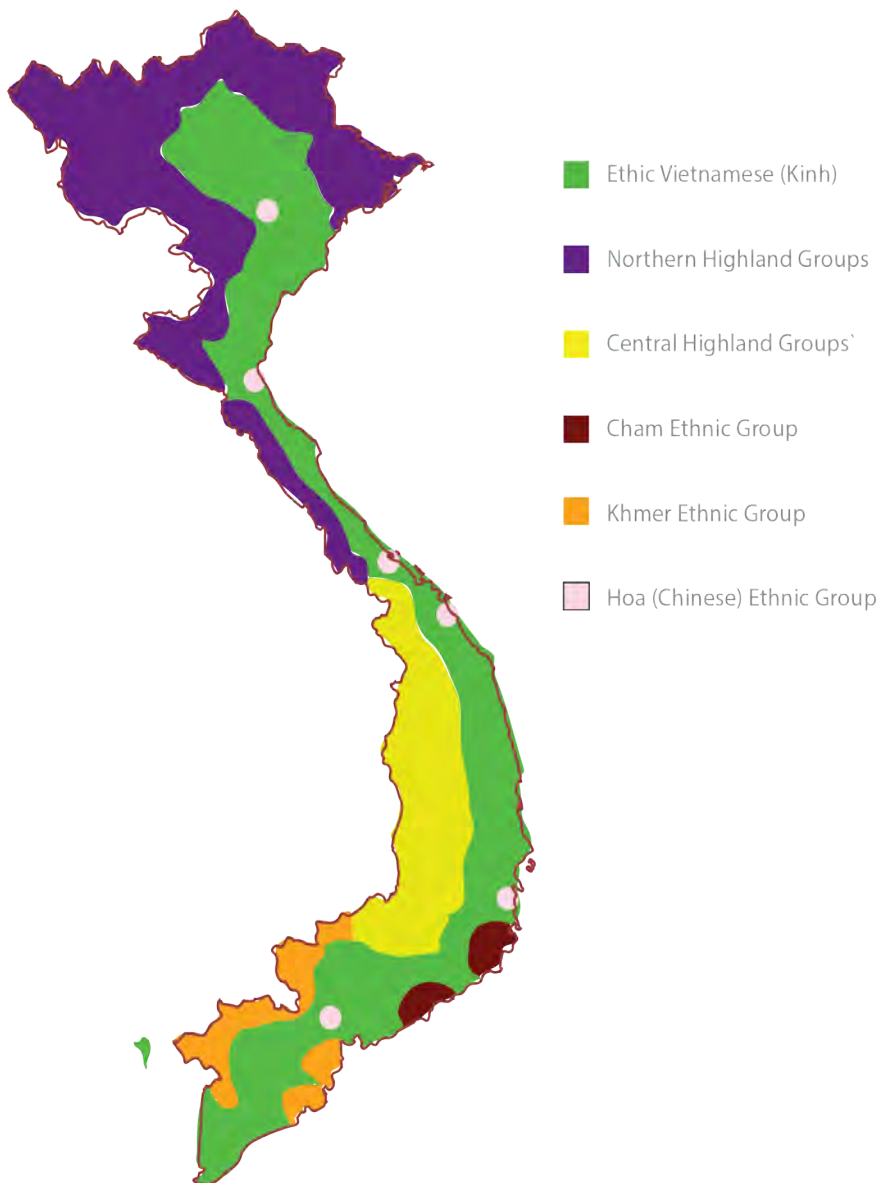 Ethic Vietnamese (Kinh)
Northern Highland Groups
Central Highland Groups`
Cham Ethnic Group
Khmer Ethnic Group
Hoa (Chinese) Ethnic Group